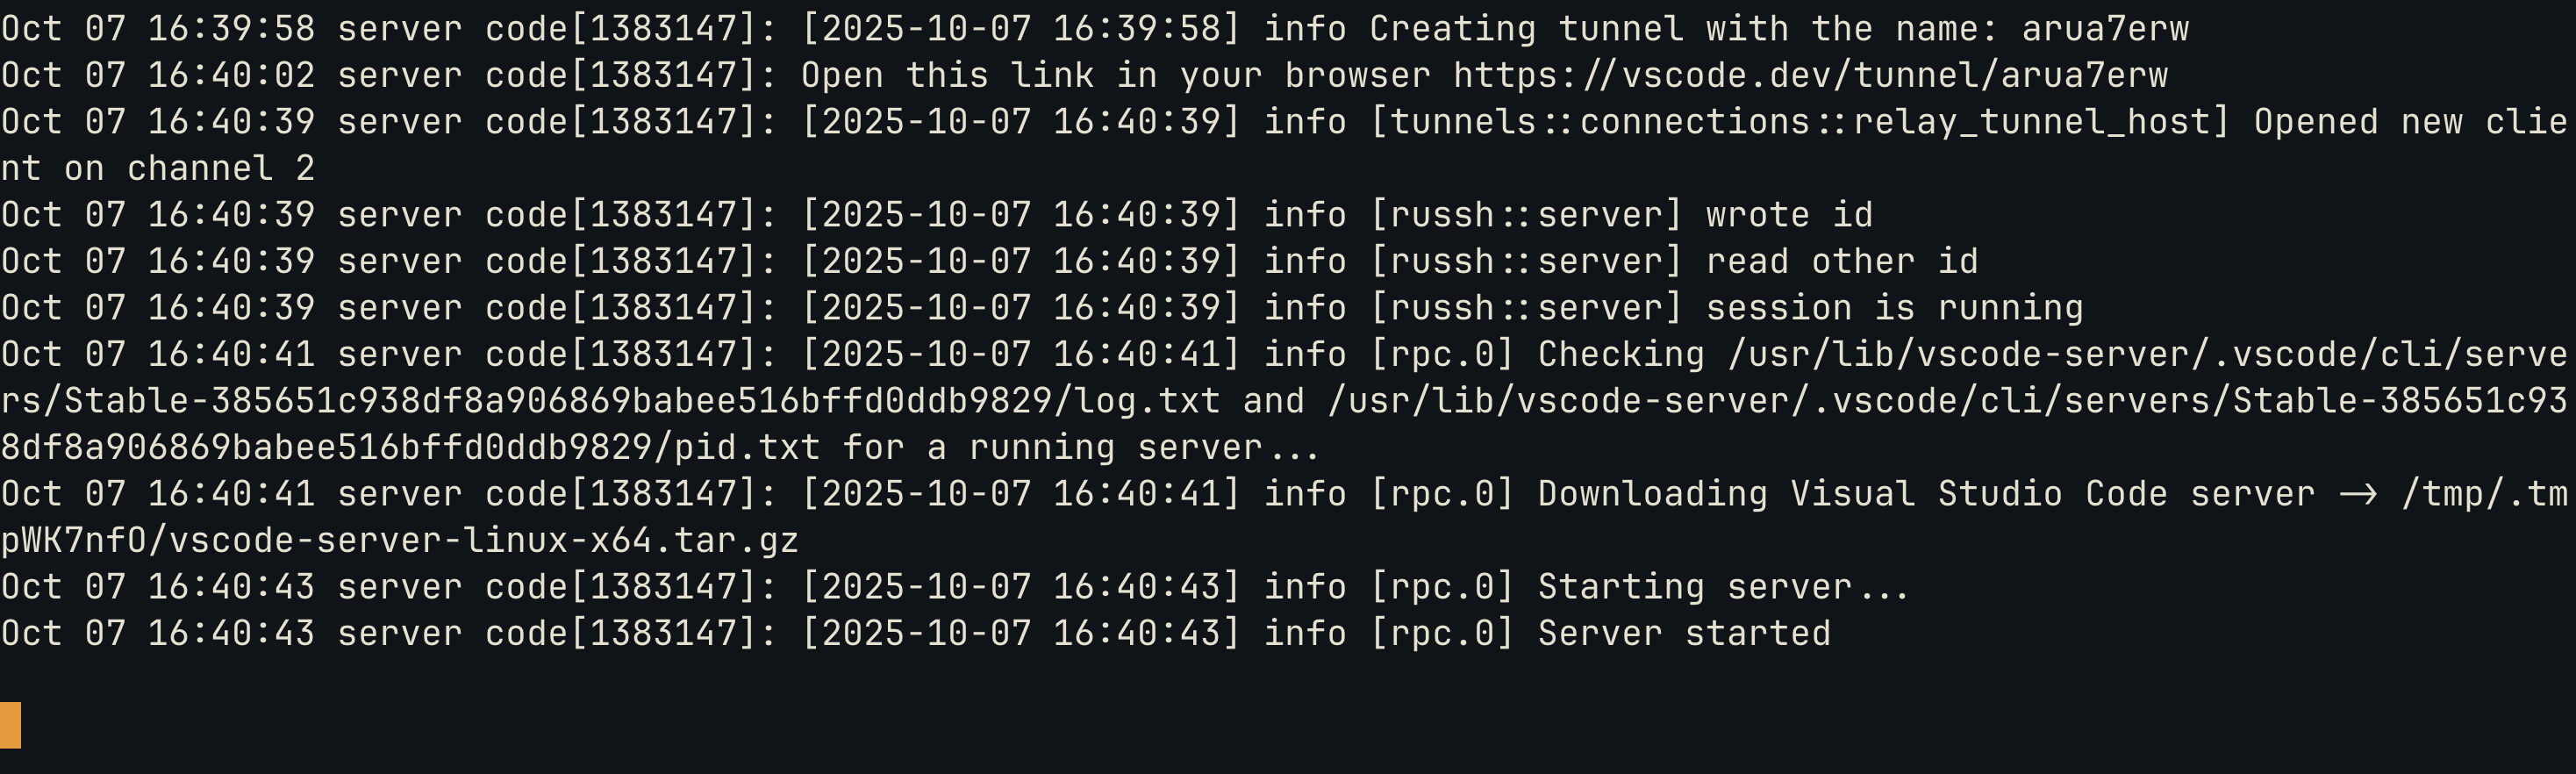 Oct 07 16:39:58 server code[1383147]: [2025-10-07 16:39:58] info Creating tunnel with the name: arua7erw
Oct 07 16:40:02 server code[1383147]: Open this link in your browser https://vscode.dev/tunnel/arua7erw
Oct 07 16:40:39 server code[1383147]: [2025-10-07 16:40:39] info [tunnels::connections::relay_tunnel_host] Opened new clie
nt on channel 2
Oct 07 16:40:39 server code[1383147]: [2025-10-07 16:40:39] info [russh::server] wrote id
Oct 07 16:40:39 server code[1383147]: [2025-10-07 16:40:39] info [russh::server] read other id
Oct 07 16:40:39 server code[1383147]: [2025-10-07 16:40:39] info [russh::server] session is running
Oct 07 16:40:41 server code[1383147]: [2025-10-07 16:40:41] info [rpc.0] Checking /usr/lib/vscode-server/.vscode/cli/serve
rs/Stable-385651c938df8a906869babee516bffd0ddb9829/log.txt and /usr/lib/vscode-server/.vscode/cli/servers/Stable-385651c93
8df8a906869babee516bffd0ddb9829/pid.txt for a running server...
Oct 07 16:40:41 server code[1383147]: [2025-10-07 16:40:41] info [rpc.0] Downloading Visual Studio Code server -> /tmp/.tm
pWK7nfO/vscode-server-linux-x64.tar.gz
Oct 07 16:40:43 server code[1383147]: [2025-10-07 16:40:43] info [rpc.0] Starting server...
Oct 07 16:40:43 server code[1383147]: [2025-10-07 16:40:43] info [rpc.0] Server started